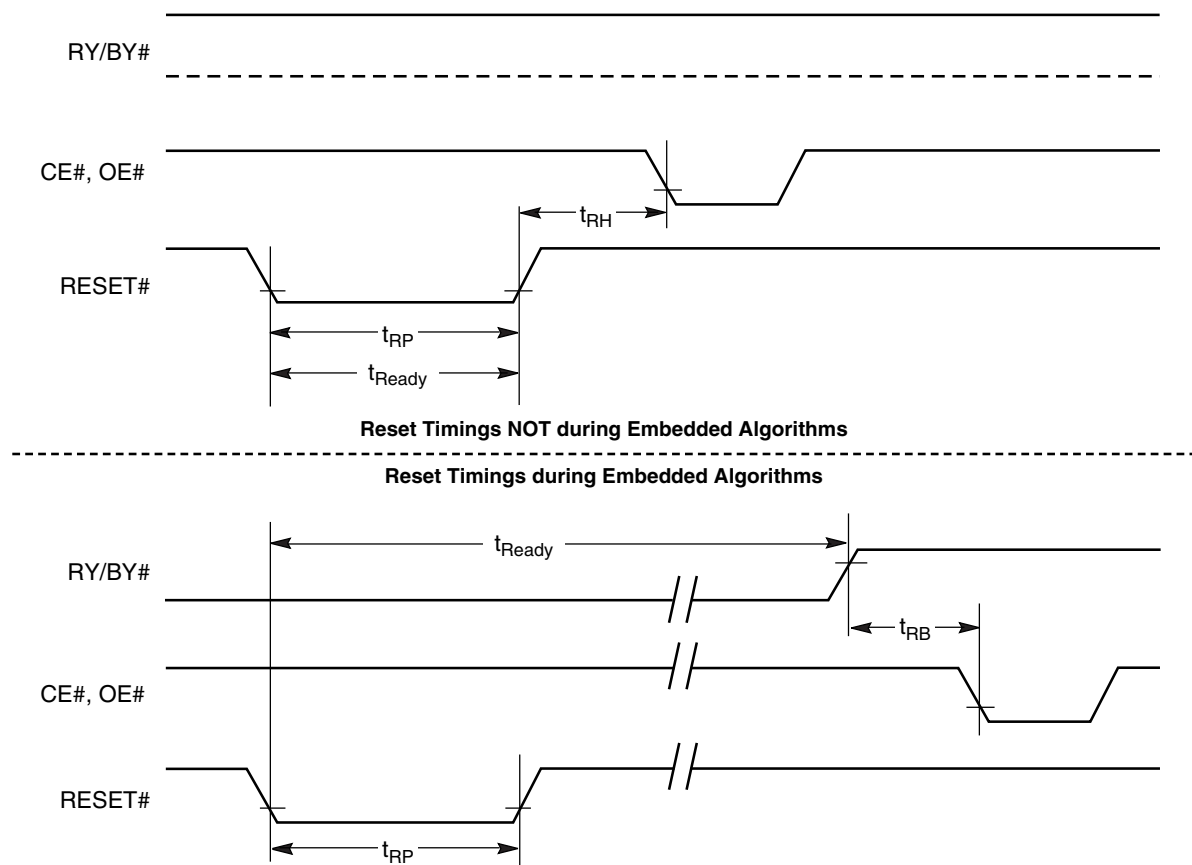 RY/BY#
CE#, OE#
tRH
RESET#
tRP
tReady
Reset Timings NOT during Embedded Algorithms
Reset Timings during Embedded Algorithms
tReady
RY/BY#
tRB
CE#, OE#
RESET#
tRP